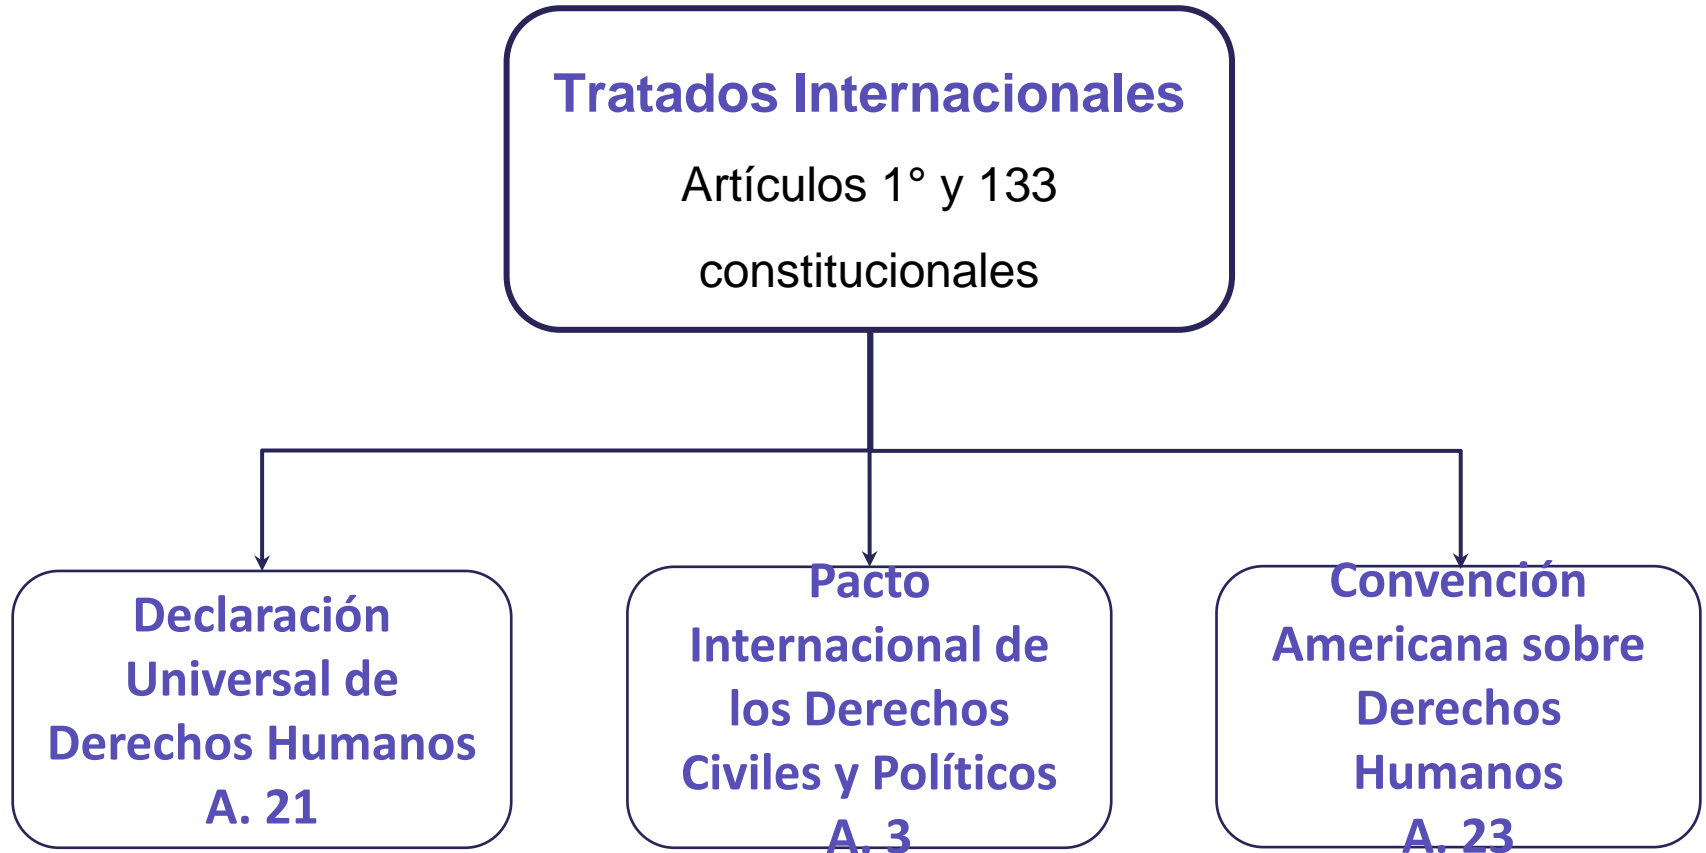 Tratados Internacionales
Artículos 1° y 133
constitucionales
Declaración
Universal de
Derechos Humanos
A. 21
Pacto
Internacional de
los Derechos
Civiles y Políticos
A. 3
Convención
Americana sobre
Derechos
Humanos
A. 23